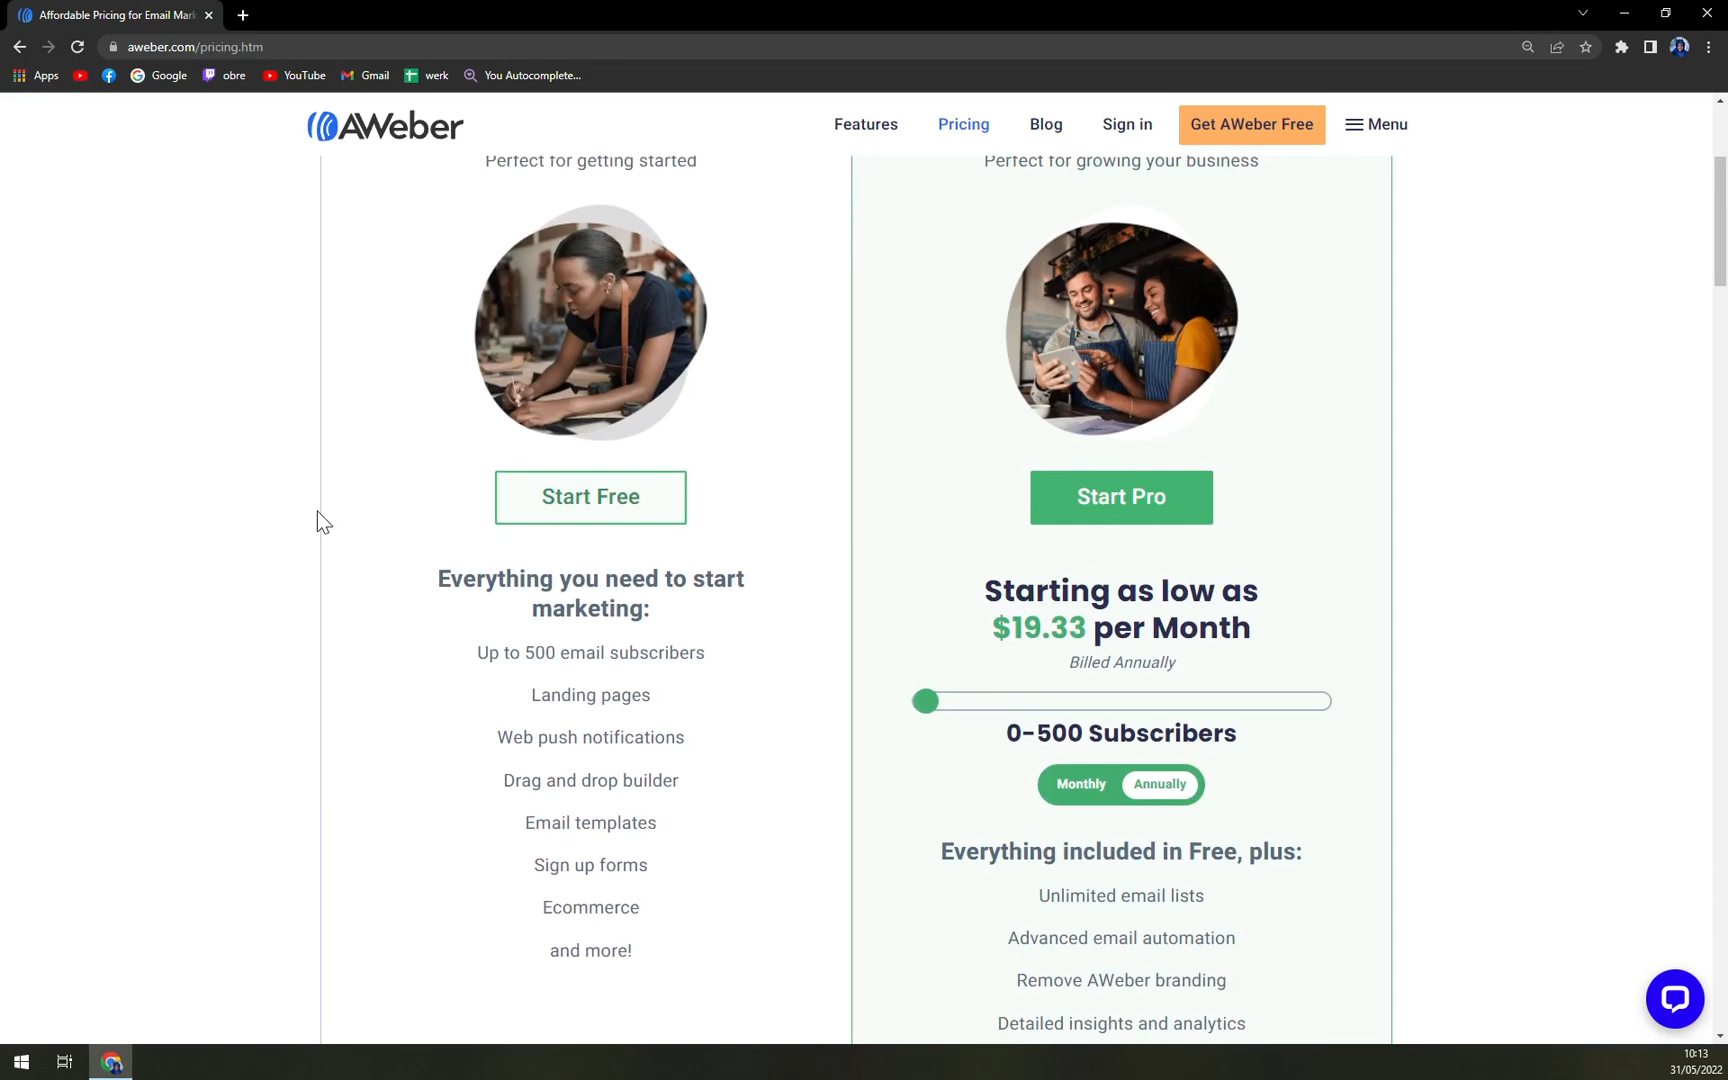 Affordable Pricing for Email Mark
aweber.com/pricing.htm
Apps
Google
obre
YouTube
Gmail
werk
You Autocomplete...
AWeber
Features
Pricing
Blog
Sign in
Get AWeber Free
Menu
Perfect for getting started
Perfect for growing your business
Start Free
Start Pro
Everything you need to start
marketing:
Up to 500 email subscribers
Landing pages
Web push notifications
Drag and drop builder
Email templates
Sign up forms
Ecommerce
and more!
Starting as low as
$19.33 per Month
Billed Annually
0-500 Subscribers
Monthly
Annually
Everything included in Free, plus:
Unlimited email lists
Advanced email automation
Remove AWeber branding
Detailed insights and analytics
10:13
31/05/2022